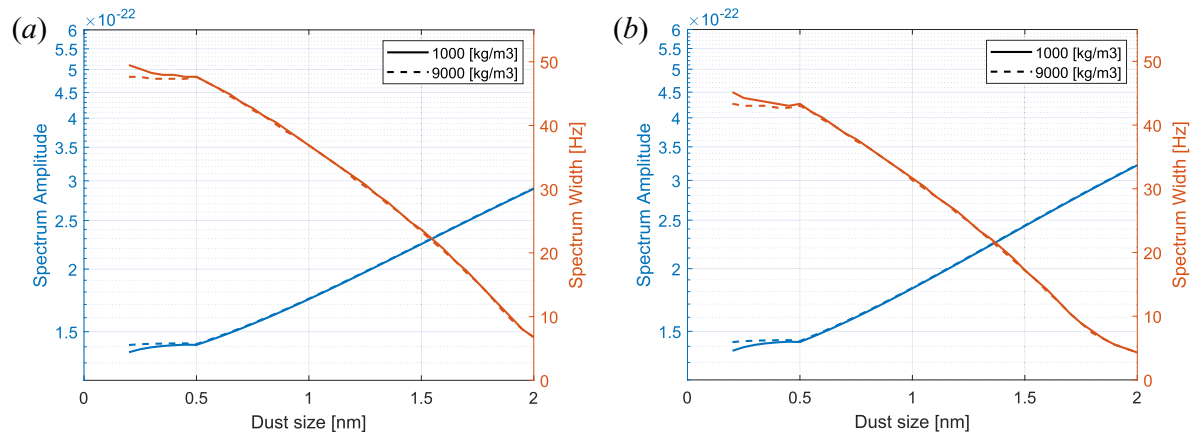 (a)
×10-22
1000 [kg/m3]
9000 [kg/m3]
Spectrum Amplitude
6
5.5
5
4.5
4
3.5
3
2.5
2
1.5
Spectrum Width [Hz]
50
40
30
20
10
0
0 0.5 1 1.5 2
Dust size [nm]
(b)
×10-22
1000 [kg/m3]
9000 [kg/m3]
Spectrum Amplitude
6
5.5
5
4.5
4
3.5
3
2.5
2
1.5
Spectrum Width [Hz]
50
40
30
20
10
0
0 0.5 1 1.5 2
Dust size [nm]